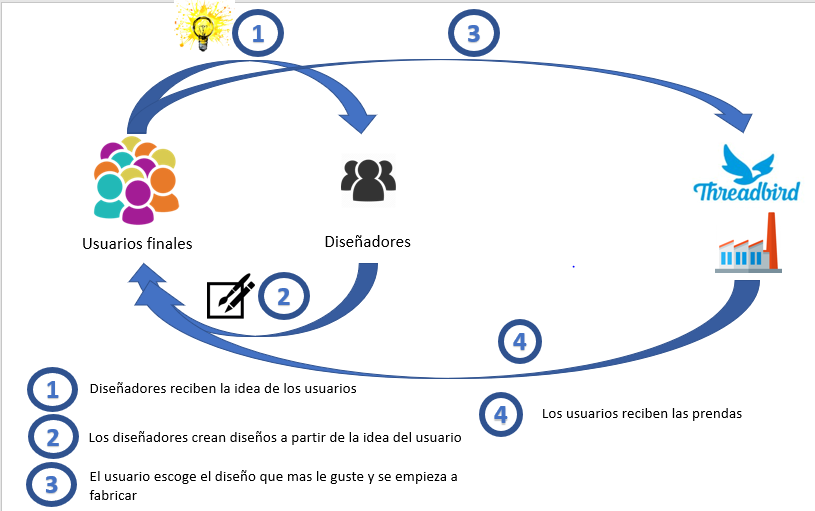 1
3
Threadbird
Usuarios finales
Diseñadores
2
4
1 Diseñadores reciben la idea de los usuarios
4 Los usuarios reciben las prendas
2 Los diseñadores crean diseños a partir de la idea del usuario
3 El usuario escoge el diseño que mas le guste y se empieza a
fabricar